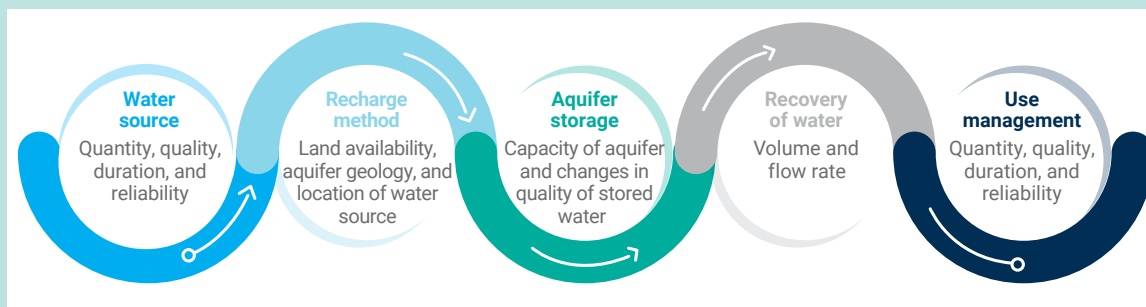 Water
source
Quantity, quality,
duration, and
reliability
Recharge
method
Land availability,
aquifer geology, and
location of water
source
Aquifer
storage
Capacity of aquifer
and changes in
quality of stored
water
Recovery
of water
Volume and
flow rate
Use
management
Quantity, quality,
duration, and
reliability